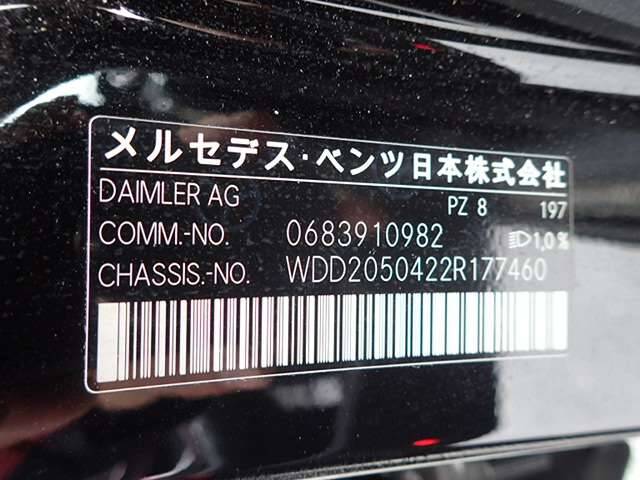 メルセデス・ベンツ日本株式会社
DAIMLER AG PZ 8 197
COMM.-NO. 0683910982 1,0%
CHASSIS.-NO. WDD2050422R177460